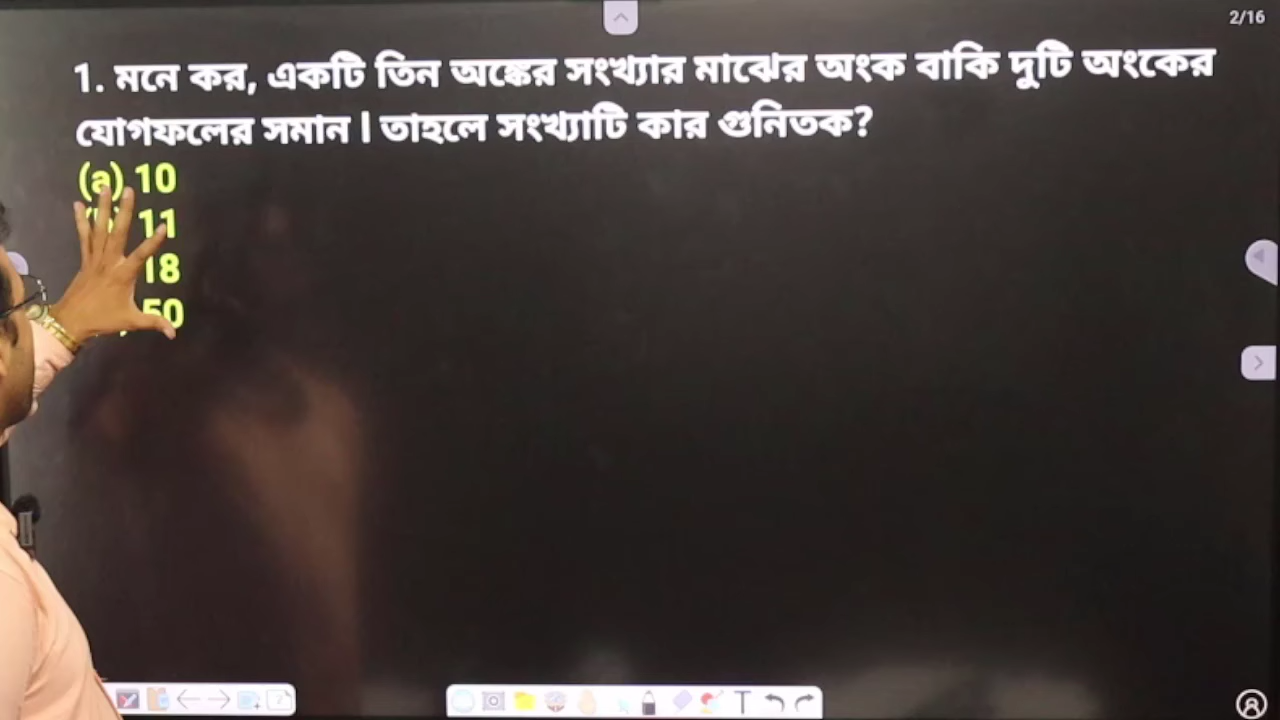 2/16
1. মনে কর, একটি তিন অঙ্কের সংখ্যার মাঝের অংক বাকি দুটি অংকের
যোগফলের সমান। তাহলে সংখ্যাটি কার গুনিতক?
(a) 10
11
18
50
T